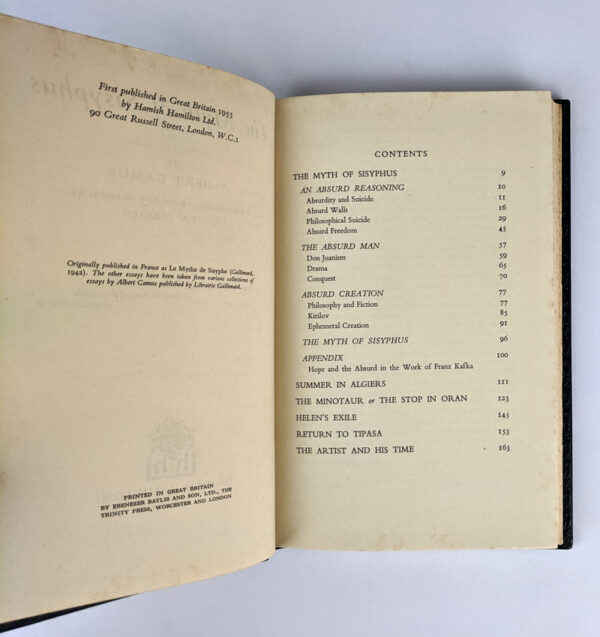 First published in Great Britain 1955
by Hamish Hamilton Ltd.
90 Great Russell Street, London, W.C.1
Originally published in France as Le Mythe de Sisyphe (Gallimard,
1942). The other essays have been taken from various collections of
essays by Albert Camus published by Librairie Gallimard.
PRINTED IN GREAT BRITAIN
BY EBENEZER BAYLIS AND SON, LTD., THE
TRINITY PRESS, WORCESTER AND LONDON
CONTENTS
THE MYTH OF SISYPHUS 9
AN ABSURD REASONING 10
Absurdity and Suicide 11
Absurd Walls 16
Philosophical Suicide 29
Absurd Freedom 45
THE ABSURD MAN 57
Don Juanism 59
Drama 65
Conquest 70
ABSURD CREATION 77
Philosophy and Fiction 77
Kirilov 85
Ephemeral Creation 91
THE MYTH OF SISYPHUS 96
APPENDIX 100
Hope and the Absurd in the Work of Franz Kafka
SUMMER IN ALGIERS 111
THE MINOTAUR or THE STOP IN ORAN 123
HELEN'S EXILE 145
RETURN TO TIPASA 153
THE ARTIST AND HIS TIME 163